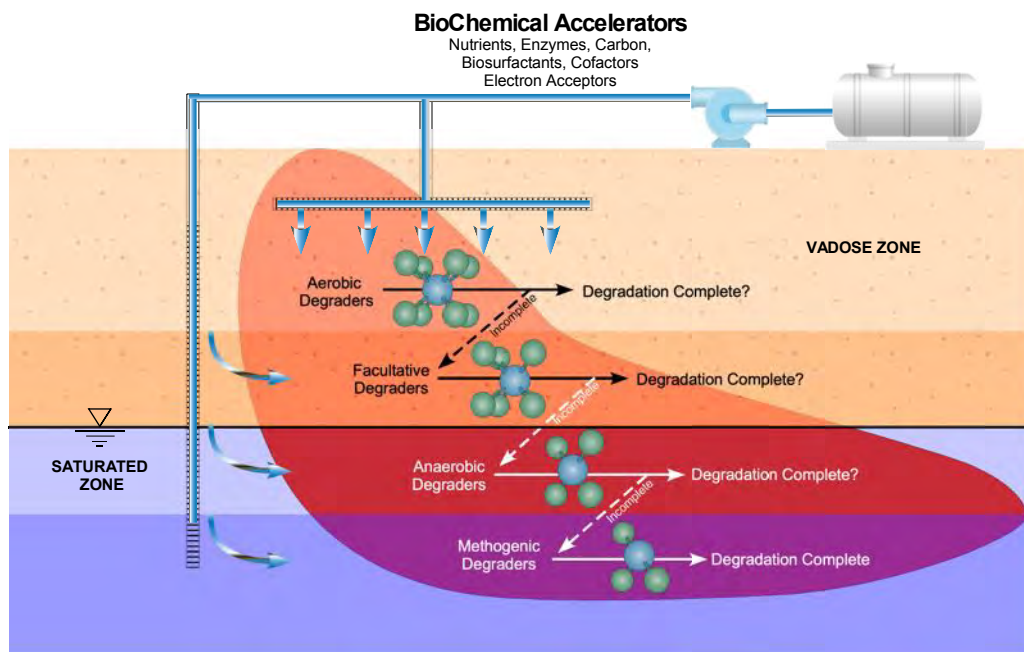 BioChemical Accelerators
Nutrients, Enzymes, Carbon,
Biosurfactants, Cofactors
Electron Acceptors
VADOSE ZONE
Aerobic
Degraders
Degradation Complete?
Incomplete
Facultative
Degraders
Degradation Complete?
Incomplete
SATURATED
ZONE
Anaerobic
Degraders
Degradation Complete?
Incomplete
Methogenic
Degraders
Degradation Complete